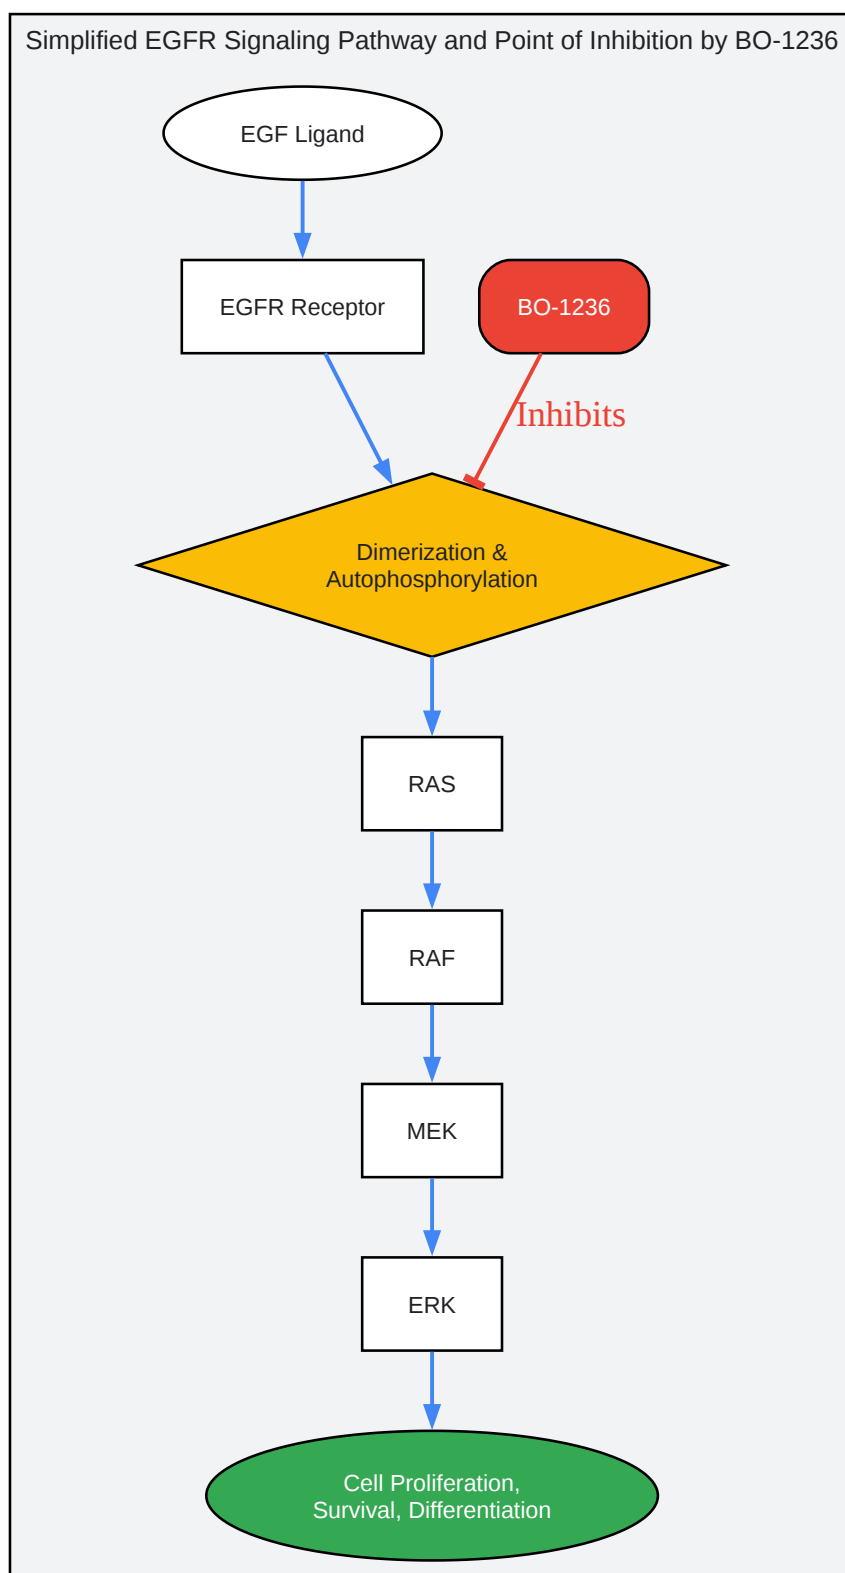 Simplified EGFR Signaling Pathway and Point of Inhibition by BO-1236
EGF Ligand
EGFR Receptor
BO-1236
Inhibits
Dimerization &
Autophosphorylation
RAS
RAF
MEK
ERK
Cell Proliferation,
Survival, Differentiation